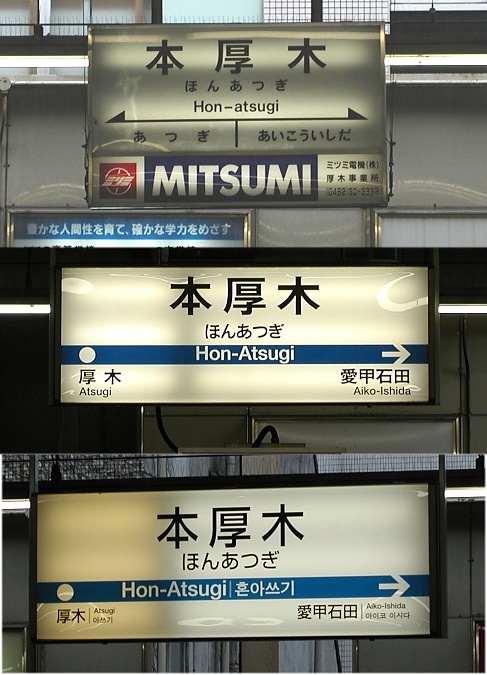 本厚木
ほんあつぎ
Hon-atsugi
あつぎ あいこういしだ
MITSUMI ミツミ電機(株)
厚木事業所
(0462)30-3333
豊かな人間性を育て、確かな学力をめざす
本厚木
ほんあつぎ
Hon-Atsugi
厚木 愛甲石田
Atsugi Aiko-Ishida
本厚木
ほんあつぎ
Hon-Atsugi 혼아쓰기
厚木 Atsugi 愛甲石田 Aiko-Ishida
아쓰기 아이코 이시다